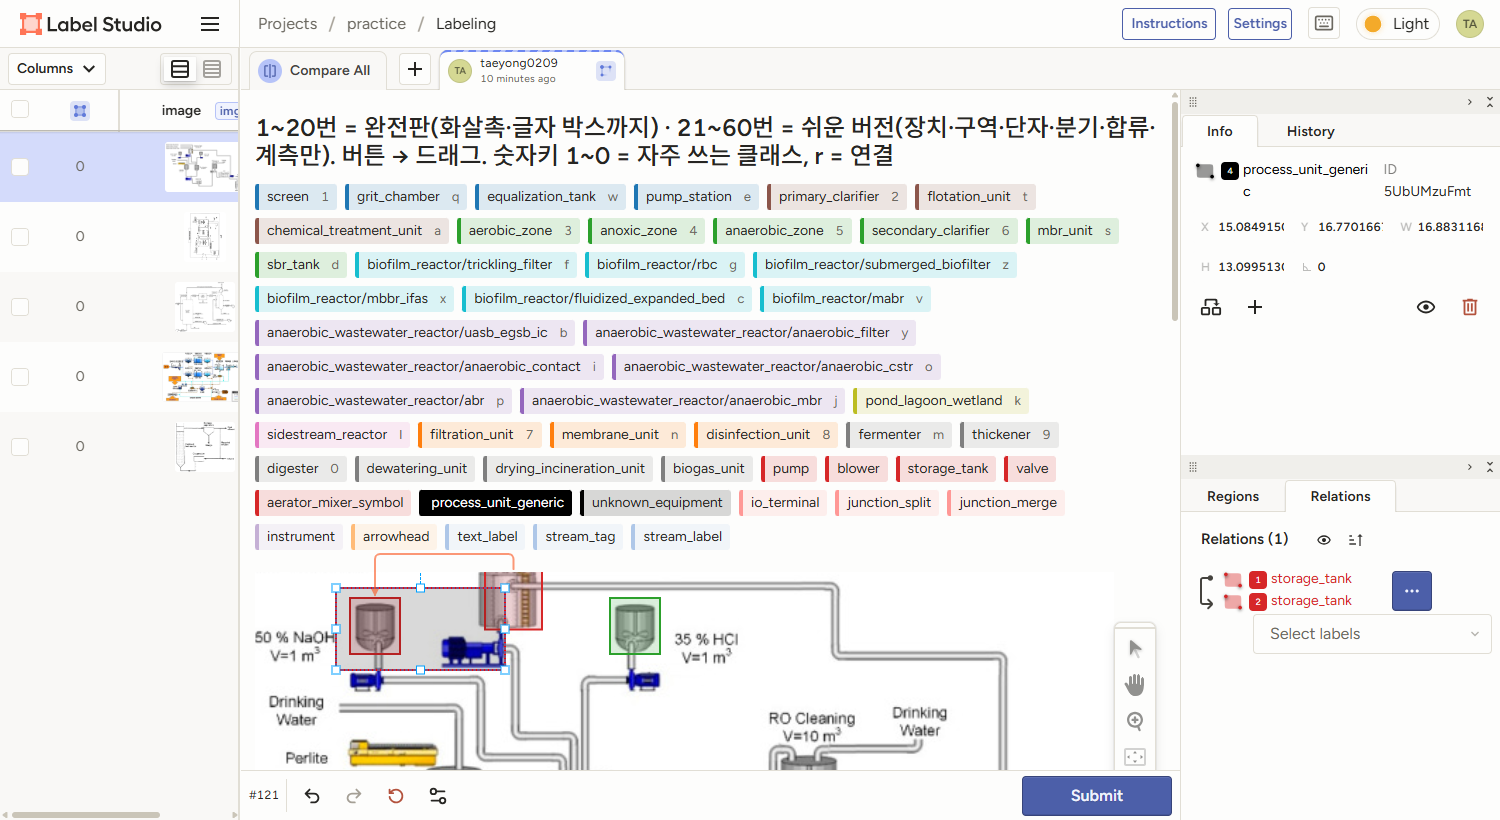 Label Studio
Projects / practice / Labeling
Instructions
Settings
Light
TA
Columns
Compare All
TA
taeyong0209
10 minutes ago
image
img
0
0
0
0
0
1~20번 = 완전판(화살촉·글자 박스까지) · 21~60번 = 쉬운 버전(장치·구역·단자·분기·합류·
계측만). 버튼 → 드래그. 숫자키 1~0 = 자주 쓰는 클래스, r = 연결
screen 1 grit_chamber q equalization_tank w pump_station e primary_clarifier 2 flotation_unit t
chemical_treatment_unit a aerobic_zone 3 anoxic_zone 4 anaerobic_zone 5 secondary_clarifier 6 mbr_unit s
sbr_tank d biofilm_reactor/trickling_filter f biofilm_reactor/rbc g biofilm_reactor/submerged_biofilter z
biofilm_reactor/mbbr_ifas x biofilm_reactor/fluidized_expanded_bed c biofilm_reactor/mabr v
anaerobic_wastewater_reactor/uasb_egsb_ic b anaerobic_wastewater_reactor/anaerobic_filter y
anaerobic_wastewater_reactor/anaerobic_contact i anaerobic_wastewater_reactor/anaerobic_cstr o
anaerobic_wastewater_reactor/abr p anaerobic_wastewater_reactor/anaerobic_mbr j pond_lagoon_wetland k
sidestream_reactor l filtration_unit 7 membrane_unit n disinfection_unit 8 fermenter m thickener 9
digester 0 dewatering_unit drying_incineration_unit biogas_unit pump blower storage_tank valve
aerator_mixer_symbol process_unit_generic unknown_equipment io_terminal junction_split junction_merge
instrument arrowhead text_label stream_tag stream_label
50 % NaOH
V=1 m³
35 % HCl
V=1 m³
Drinking
Water
Perlite
RO Cleaning
V=10 m³
Drinking
Water
#121
Submit
Info
History
4 process_unit_generi
c
ID
5UbUMzuFmt
X 15.084915 Y 16.770166 W 16.883116
H 13.099513 0
Regions
Relations
Relations (1)
1 storage_tank
2 storage_tank
Select labels